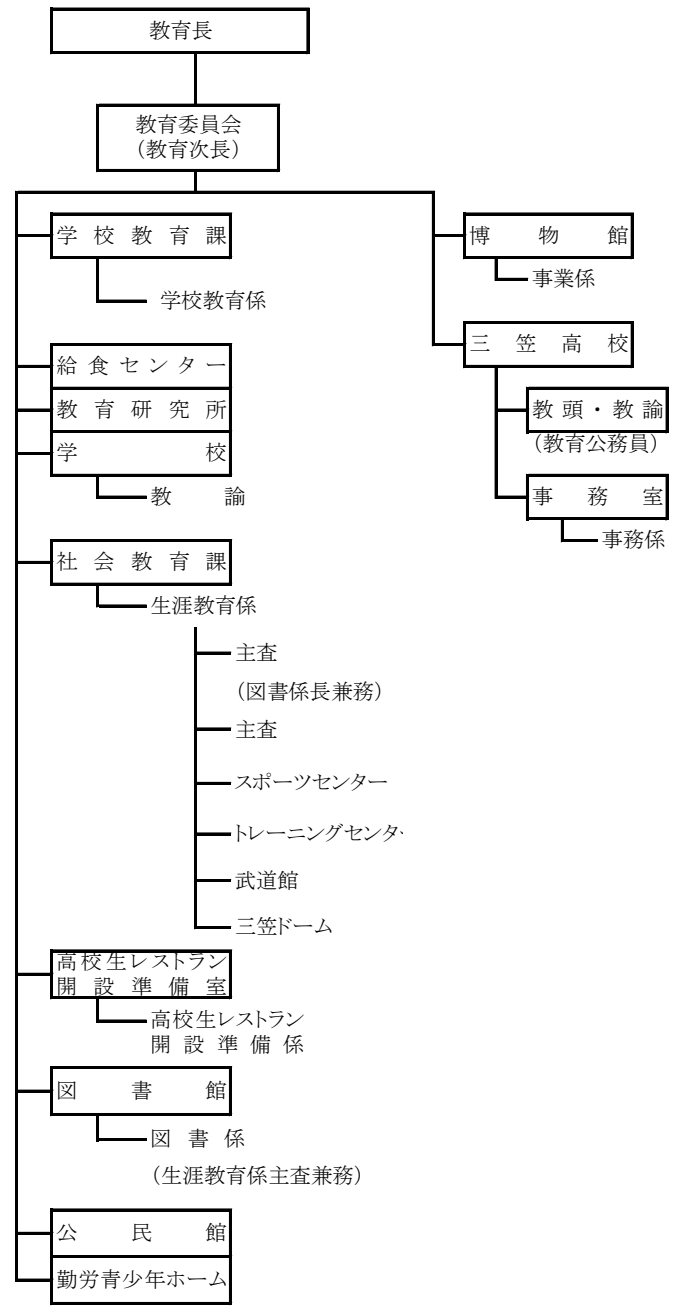 教育長
教育委員会
(教育次長)
学校教育課
学校教育係
給食センター
教育研究所
学校
教諭
社会教育課
生涯教育係
主査
(図書係長兼務)
主査
スポーツセンター
トレーニングセンタ
武道館
三笠ドーム
高校生レストラン
開設準備室
高校生レストラン
開設準備係
図書館
図書係
(生涯教育係主査兼務)
公民館
勤労青少年ホーム
博物館
事業係
三笠高校
教頭・教諭
(教育公務員)
事務室
事務係